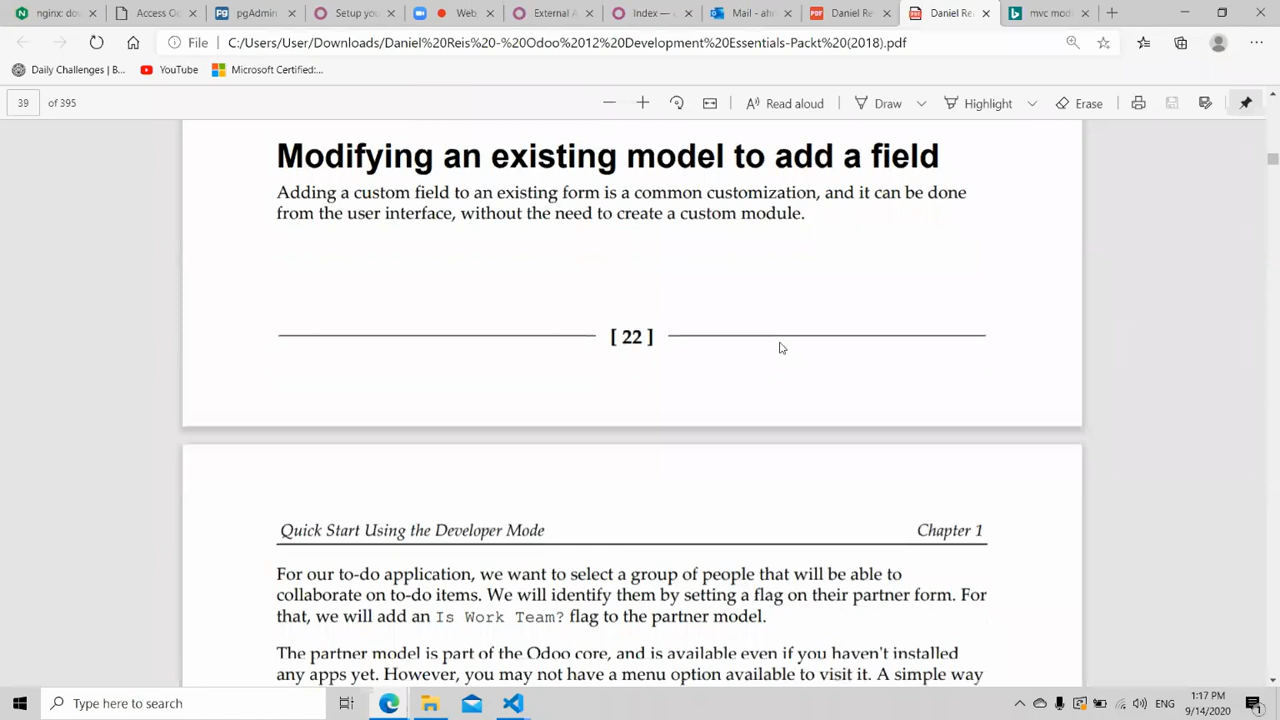 nginx: do
Access O
pgAdmin
Setup yo
Web
External A
Index — 
Mail - ah
Daniel Re
Daniel Re
mvc mod
File
C:/Users/User/Downloads/Daniel%20Reis%20-%20Odoo%2012%20Development%20Essentials-Packt%20(2018).pdf
Daily Challenges | B...
YouTube
Microsoft Certified:...
39 of 395
Read aloud
Draw
Highlight
Erase
Modifying an existing model to add a field
Adding a custom field to an existing form is a common customization, and it can be done
from the user interface, without the need to create a custom module.
[ 22 ]
Quick Start Using the Developer Mode
Chapter 1
For our to-do application, we want to select a group of people that will be able to
collaborate on to-do items. We will identify them by setting a flag on their partner form. For
that, we will add an Is Work Team? flag to the partner model.
The partner model is part of the Odoo core, and is available even if you haven't installed
any apps yet. However, you may not have a menu option available to visit it. A simple way
Type here to search
ENG
1:17 PM
9/14/2020